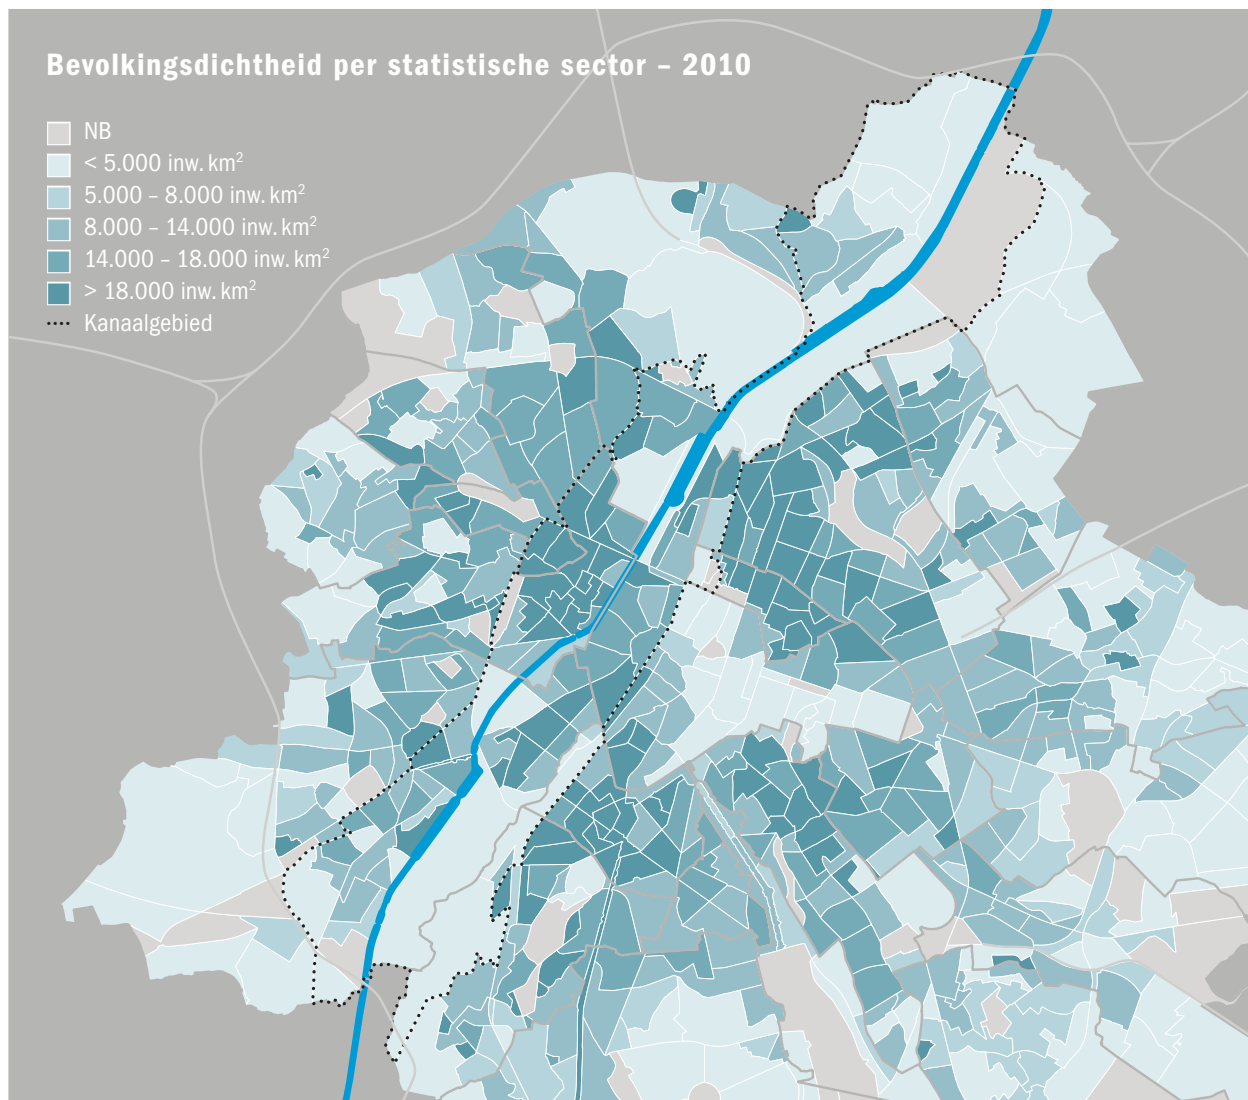 Bevolkingsdichtheid per statistische sector – 2010
NB
< 5.000 inw. km²
5.000 – 8.000 inw. km²
8.000 – 14.000 inw. km²
14.000 – 18.000 inw. km²
> 18.000 inw. km²
Kanaalgebied